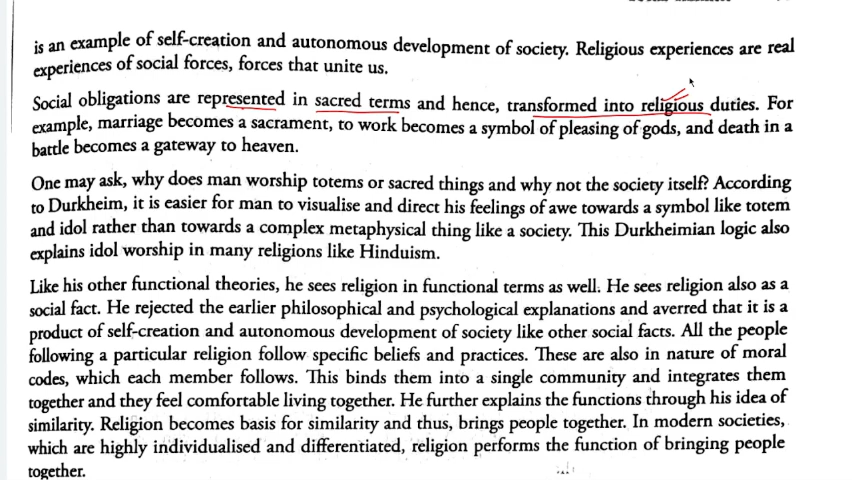 is an example of self-creation and autonomous development of society. Religious experiences are real
experiences of social forces, forces that unite us.
Social obligations are represented in sacred terms and hence, transformed into religious duties. For
example, marriage becomes a sacrament, to work becomes a symbol of pleasing of gods, and death in a
battle becomes a gateway to heaven.
One may ask, why does man worship totems or sacred things and why not the society itself? According
to Durkheim, it is easier for man to visualise and direct his feelings of awe towards a symbol like totem
and idol rather than towards a complex metaphysical thing like a society. This Durkheimian logic also
explains idol worship in many religions like Hinduism.
Like his other functional theories, he sees religion in functional terms as well. He sees religion also as a
social fact. He rejected the earlier philosophical and psychological explanations and averred that it is a
product of self-creation and autonomous development of society like other social facts. All the people
following a particular religion follow specific beliefs and practices. These are also in nature of moral
codes, which each member follows. This binds them into a single community and integrates them
together and they feel comfortable living together. He further explains the functions through his idea of
similarity. Religion becomes basis for similarity and thus, brings people together. In modern societies,
which are highly individualised and differentiated, religion performs the function of bringing people
together.